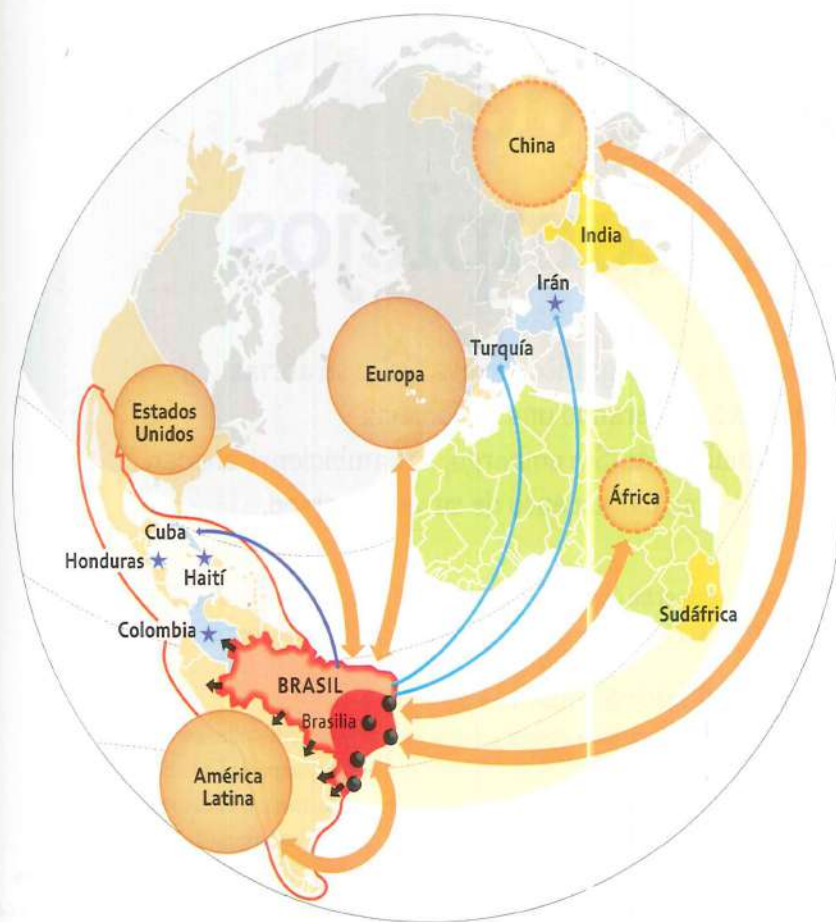 China
India
Irán
Turquía
Europa
Estados
Unidos
África
Cuba
Honduras
Haití
Sudáfrica
Colombia
BRASIL
Brasilia
América
Latina